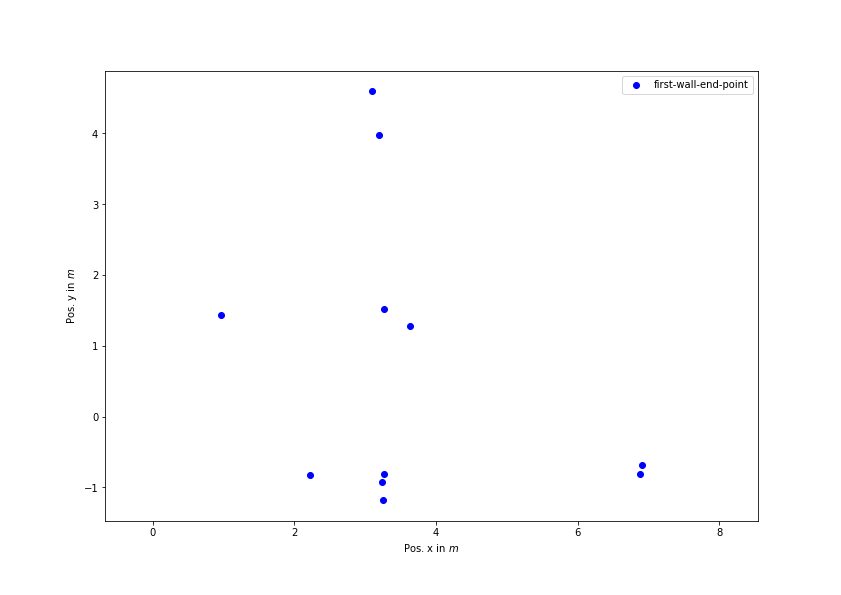 first-wall-end-point
4
3
2
1
0
−1
Pos. y in m
0 2 4 6 8
Pos. x in m